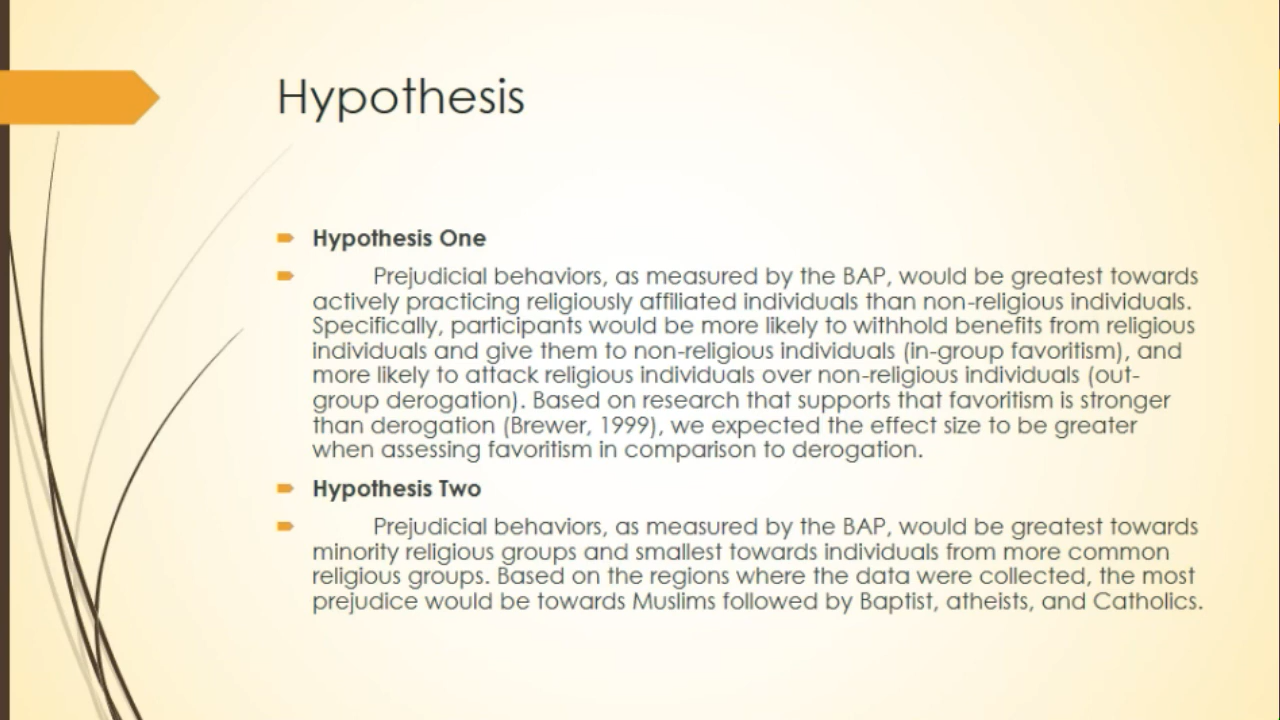 Hypothesis
Hypothesis One
Prejudicial behaviors, as measured by the BAP, would be greatest towards
actively practicing religiously affiliated individuals than non-religious individuals.
Specifically, participants would be more likely to withhold benefits from religious
individuals and give them to non-religious individuals (in-group favoritism), and
more likely to attack religious individuals over non-religious individuals (out-
group derogation). Based on research that supports that favoritism is stronger
than derogation (Brewer, 1999), we expected the effect size to be greater
when assessing favoritism in comparison to derogation.
Hypothesis Two
Prejudicial behaviors, as measured by the BAP, would be greatest towards
minority religious groups and smallest towards individuals from more common
religious groups. Based on the regions where the data were collected, the most
prejudice would be towards Muslims followed by Baptist, atheists, and Catholics.